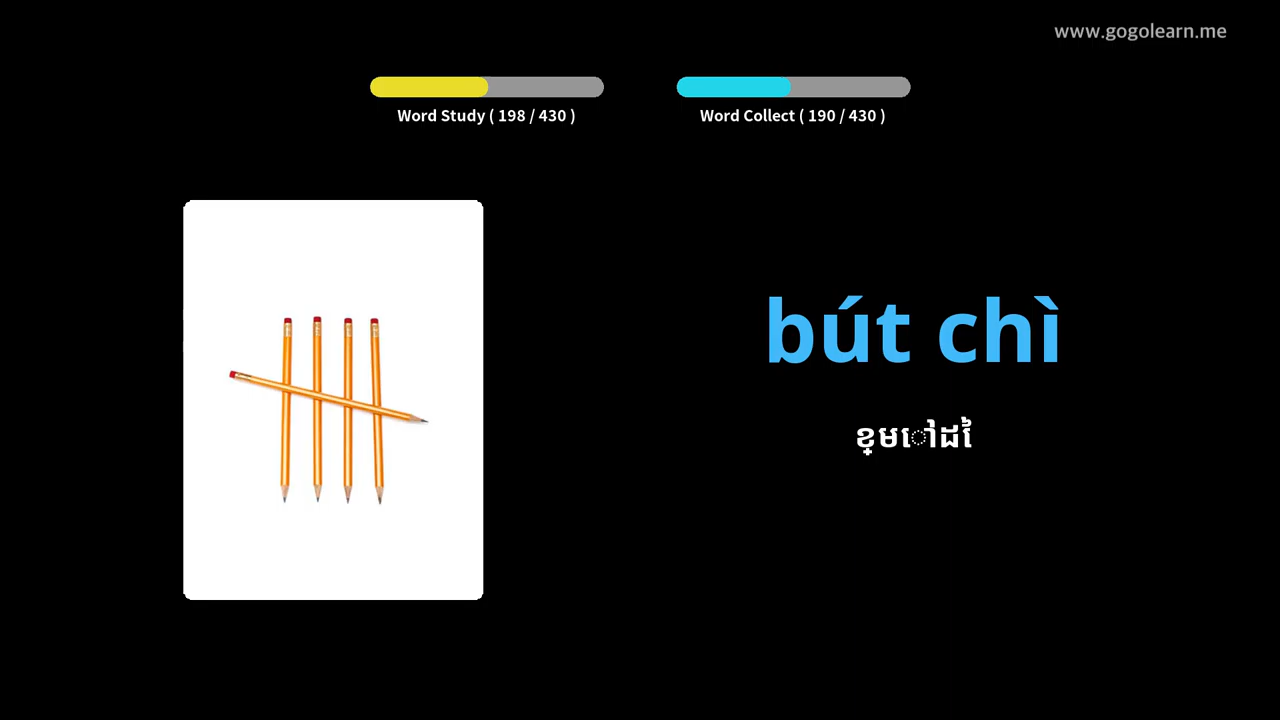 www.gogolearn.me
Word Study ( 198 / 430 )
Word Collect ( 190 / 430 )
bút chì
ខ្មៅដៃ